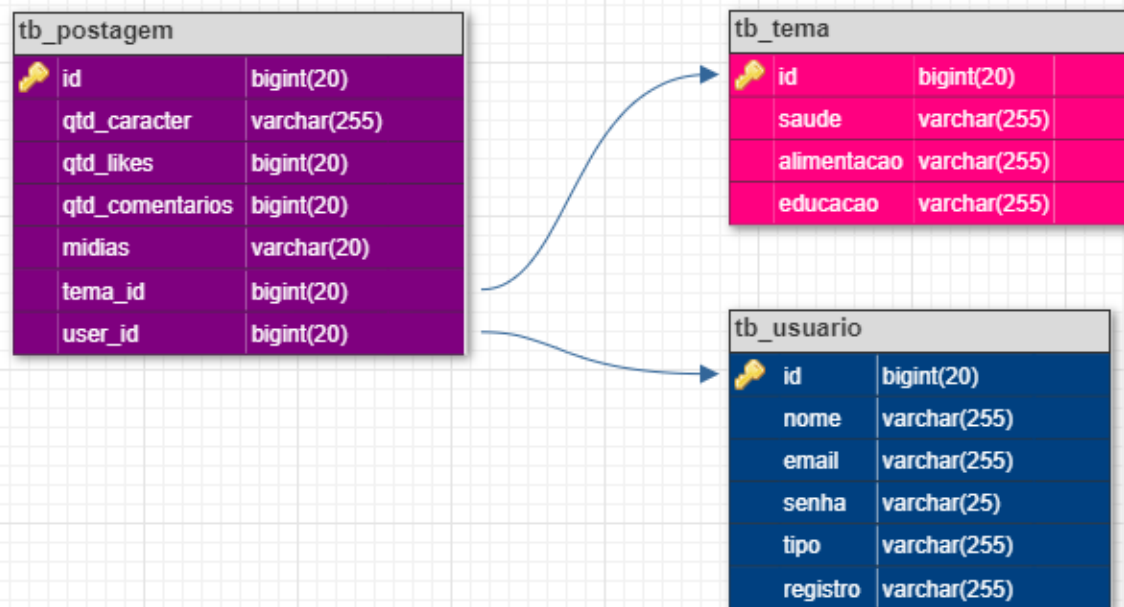 tb_postagem
id bigint(20)
qtd_caracter varchar(255)
qtd_likes bigint(20)
qtd_comentarios bigint(20)
midias varchar(20)
tema_id bigint(20)
user_id bigint(20)
tb_tema
id bigint(20)
saude varchar(255)
alimentacao varchar(255)
educacao varchar(255)
tb_usuario
id bigint(20)
nome varchar(255)
email varchar(255)
senha varchar(25)
tipo varchar(255)
registro varchar(255)